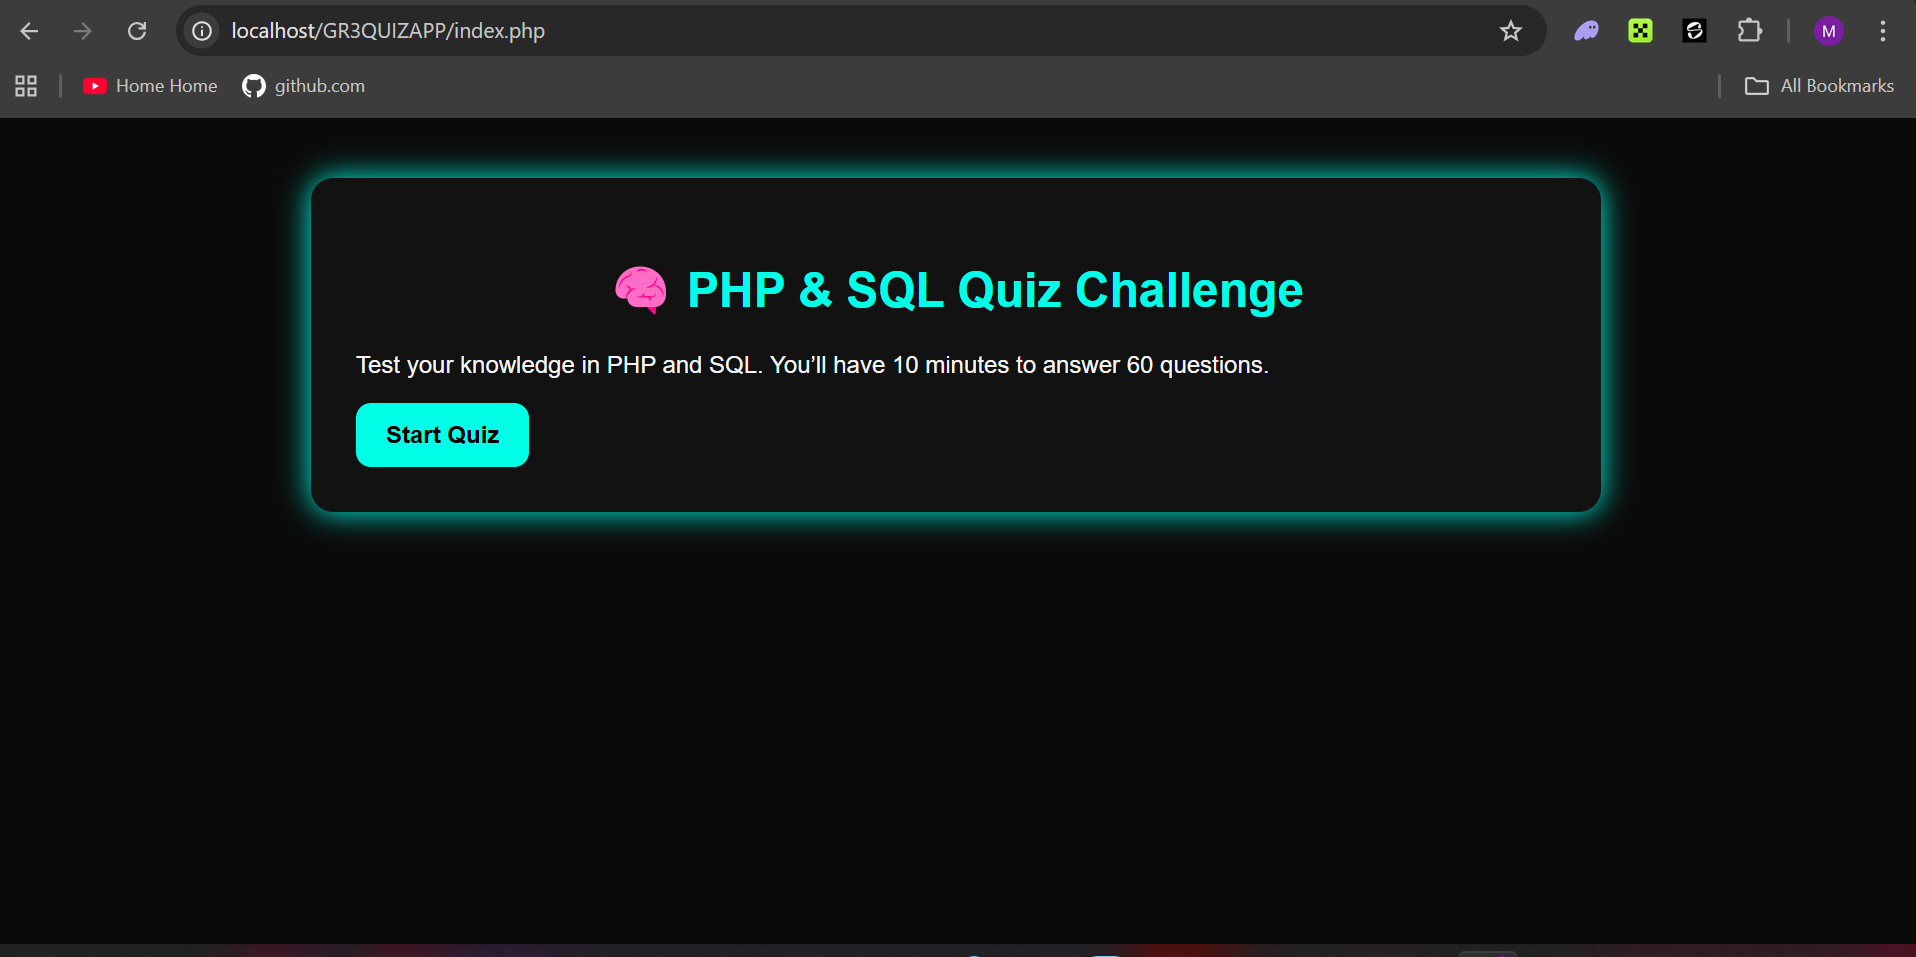 localhost/GR3QUIZAPP/index.php
M
Home Home
github.com
All Bookmarks
PHP & SQL Quiz Challenge
Test your knowledge in PHP and SQL. You’ll have 10 minutes to answer 60 questions.
Start Quiz